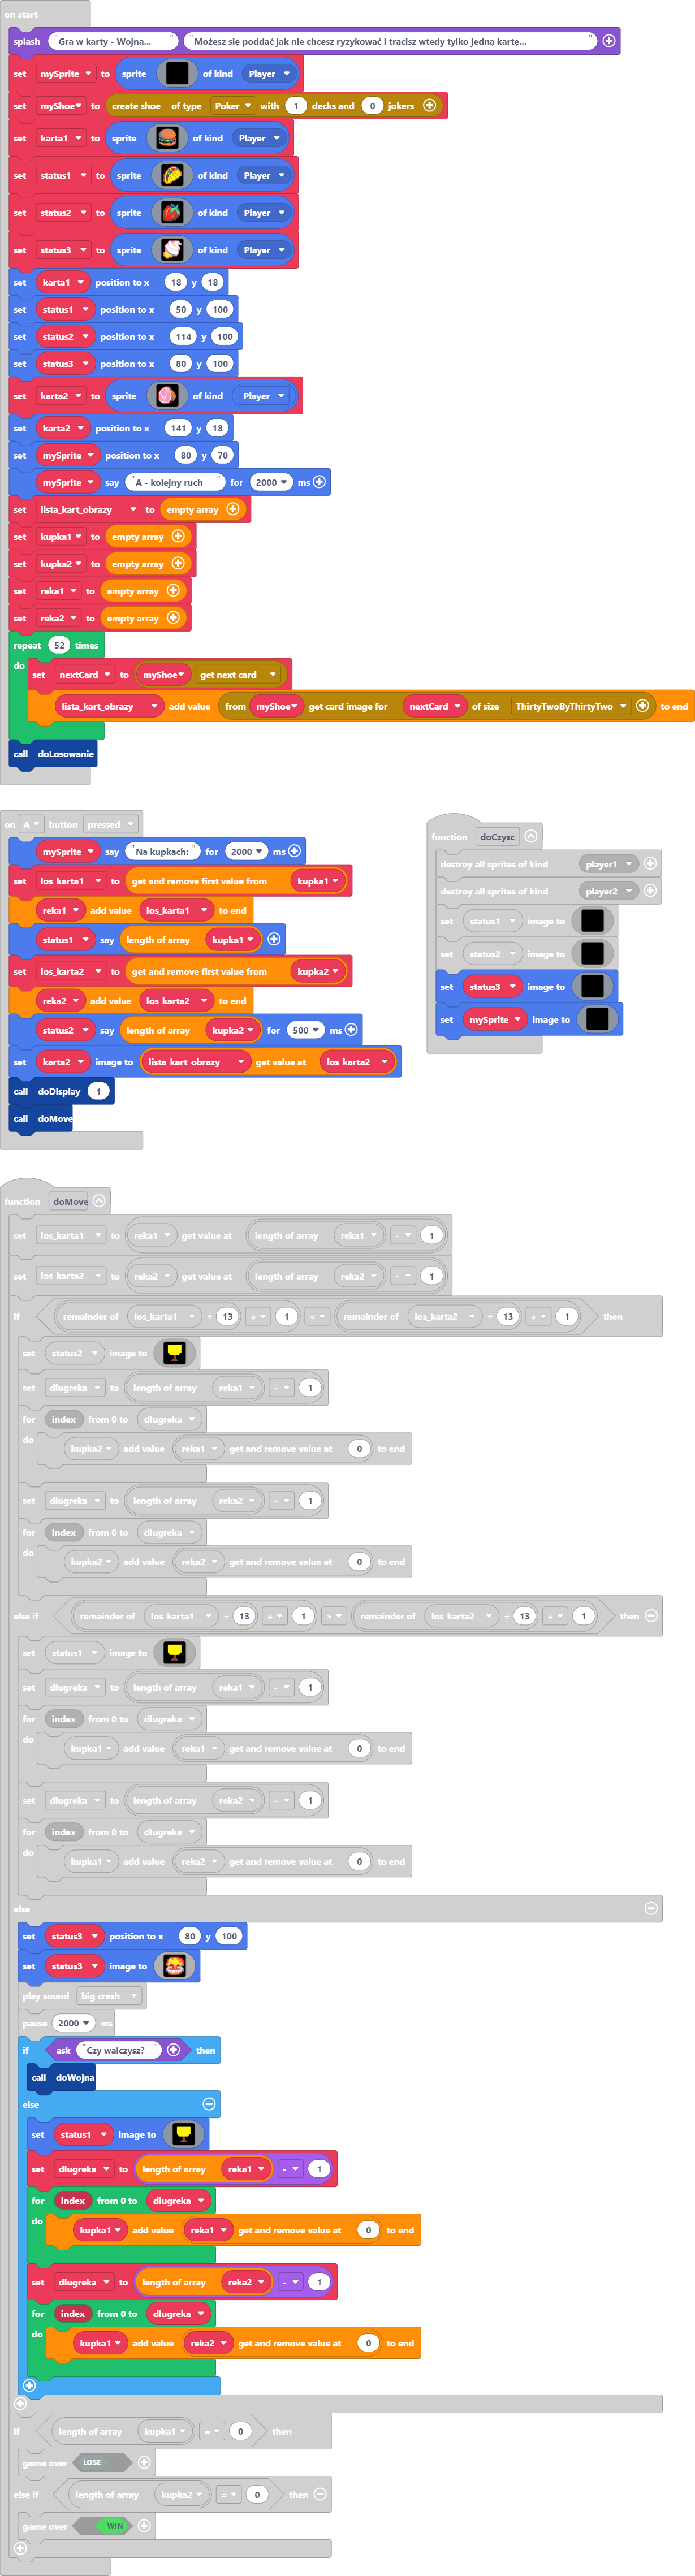 on start
splash "Gra w karty - Wojna..." "Możesz się poddać jak nie chcesz ryzykować i tracisz wtedy tylko jedną kartę..."
set mySprite to sprite of kind Player
set myShoe to create shoe of type Poker with 1 decks and 0 jokers
set karta1 to sprite of kind Player
set status1 to sprite of kind Player
set status2 to sprite of kind Player
set status3 to sprite of kind Player
set karta1 position to x 18 y 18
set status1 position to x 50 y 100
set status2 position to x 114 y 100
set status3 position to x 80 y 100
set karta2 to sprite of kind Player
set karta2 position to x 141 y 18
set mySprite position to x 80 y 70
mySprite say "A - kolejny ruch" for 2000 ms
set lista_kart_obrazy to empty array
set kupka1 to empty array
set kupka2 to empty array
set reka1 to empty array
set reka2 to empty array
repeat 52 times
do set nextCard to myShoe get next card
lista_kart_obrazy add value from myShoe get card image for nextCard of size ThirtyTwoByThirtyTwo to end
call doLosowanie
on A button pressed
mySprite say "Na kupkach:" for 2000 ms
set los_karta1 to get and remove first value from kupka1
reka1 add value los_karta1 to end
status1 say length of array kupka1
set los_karta2 to get and remove first value from kupka2
reka2 add value los_karta2 to end
status2 say length of array kupka2 for 500 ms
set karta2 image to lista_kart_obrazy get value at los_karta2
call doDisplay 1
call doMove
function doCzysc
destroy all sprites of kind player1
destroy all sprites of kind player2
set status1 image to
set status2 image to
set status3 image to
set mySprite image to
function doMove
set los_karta1 to reka1 get value at length of array reka1 - 1
set los_karta2 to reka2 get value at length of array reka2 - 1
if remainder of los_karta1 ÷ 13 + 1 < remainder of los_karta2 ÷ 13 + 1 then
set status2 image to
set dlugreka to length of array reka1 - 1
for index from 0 to dlugreka
do kupka2 add value reka1 get and remove value at 0 to end
set dlugreka to length of array reka2 - 1
for index from 0 to dlugreka
do kupka2 add value reka2 get and remove value at 0 to end
else if remainder of los_karta1 ÷ 13 + 1 > remainder of los_karta2 ÷ 13 + 1 then
set status1 image to
set dlugreka to length of array reka1 - 1
for index from 0 to dlugreka
do kupka1 add value reka1 get and remove value at 0 to end
set dlugreka to length of array reka2 - 1
for index from 0 to dlugreka
do kupka1 add value reka2 get and remove value at 0 to end
else
set status3 position to x 80 y 100
set status3 image to
play sound big crash
pause 2000 ms
if ask "Czy walczysz?" then
call doWojna
else
set status1 image to
set dlugreka to length of array reka1 - 1
for index from 0 to dlugreka
do kupka1 add value reka1 get and remove value at 0 to end
set dlugreka to length of array reka2 - 1
for index from 0 to dlugreka
do kupka1 add value reka2 get and remove value at 0 to end
if length of array kupka1 = 0 then
game over LOSE
else if length of array kupka2 = 0 then
game over WIN